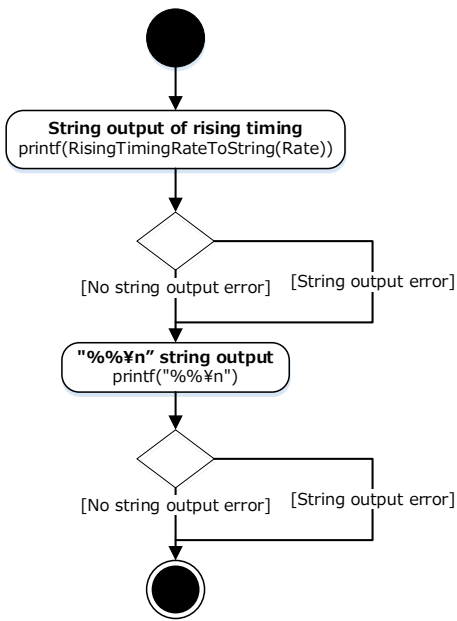 String output of rising timing
printf(RisingTimingRateToString(Rate))
[No string output error]
[String output error]
"%%¥n” string output
printf("%%¥n")
[No string output error]
[String output error]